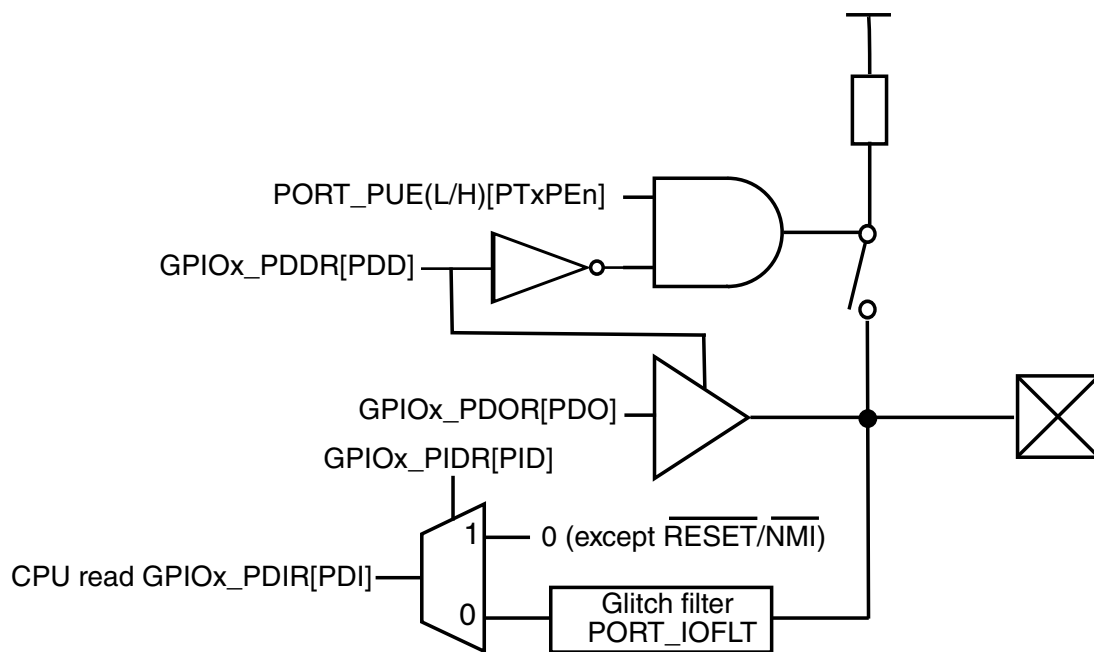 PORT_PUE(L/H)[PTxPEn]
GPIOx_PDDR[PDD]
GPIOx_PDOR[PDO]
GPIOx_PIDR[PID]
1
0 (except RESET/NMI)
CPU read GPIOx_PDIR[PDI]
0
Glitch filter
PORT_IOFLT